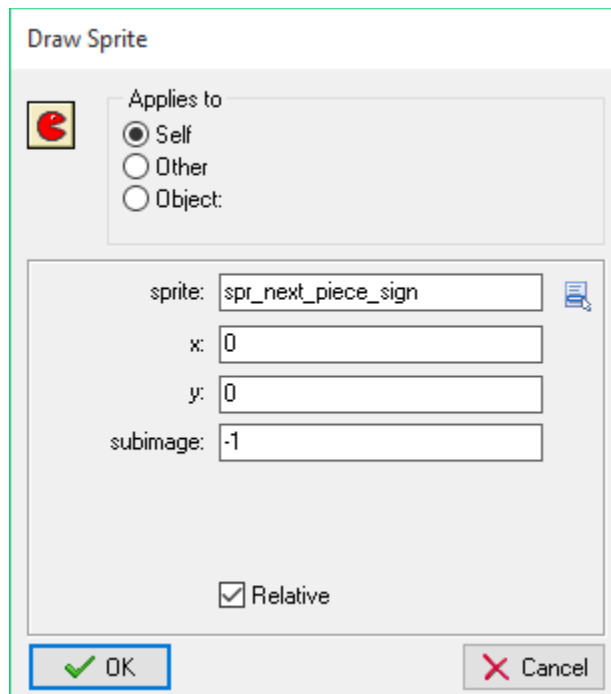 Draw Sprite
Applies to
Self
Other
Object:
sprite: spr_next_piece_sign
x: 0
y: 0
subimage: -1
Relative
OK Cancel